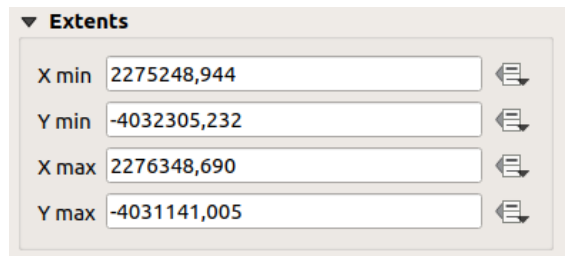 Extents
X min 2275248,944
Y min -4032305,232
X max 2276348,690
Y max -4031141,005